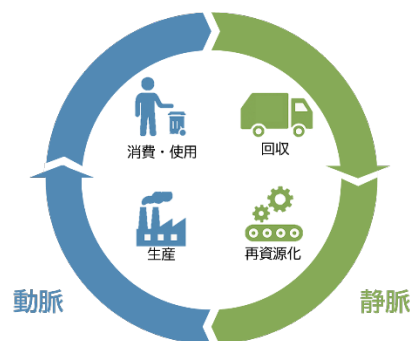 消費・使用
回収
生産
再資源化
動脈
静脈